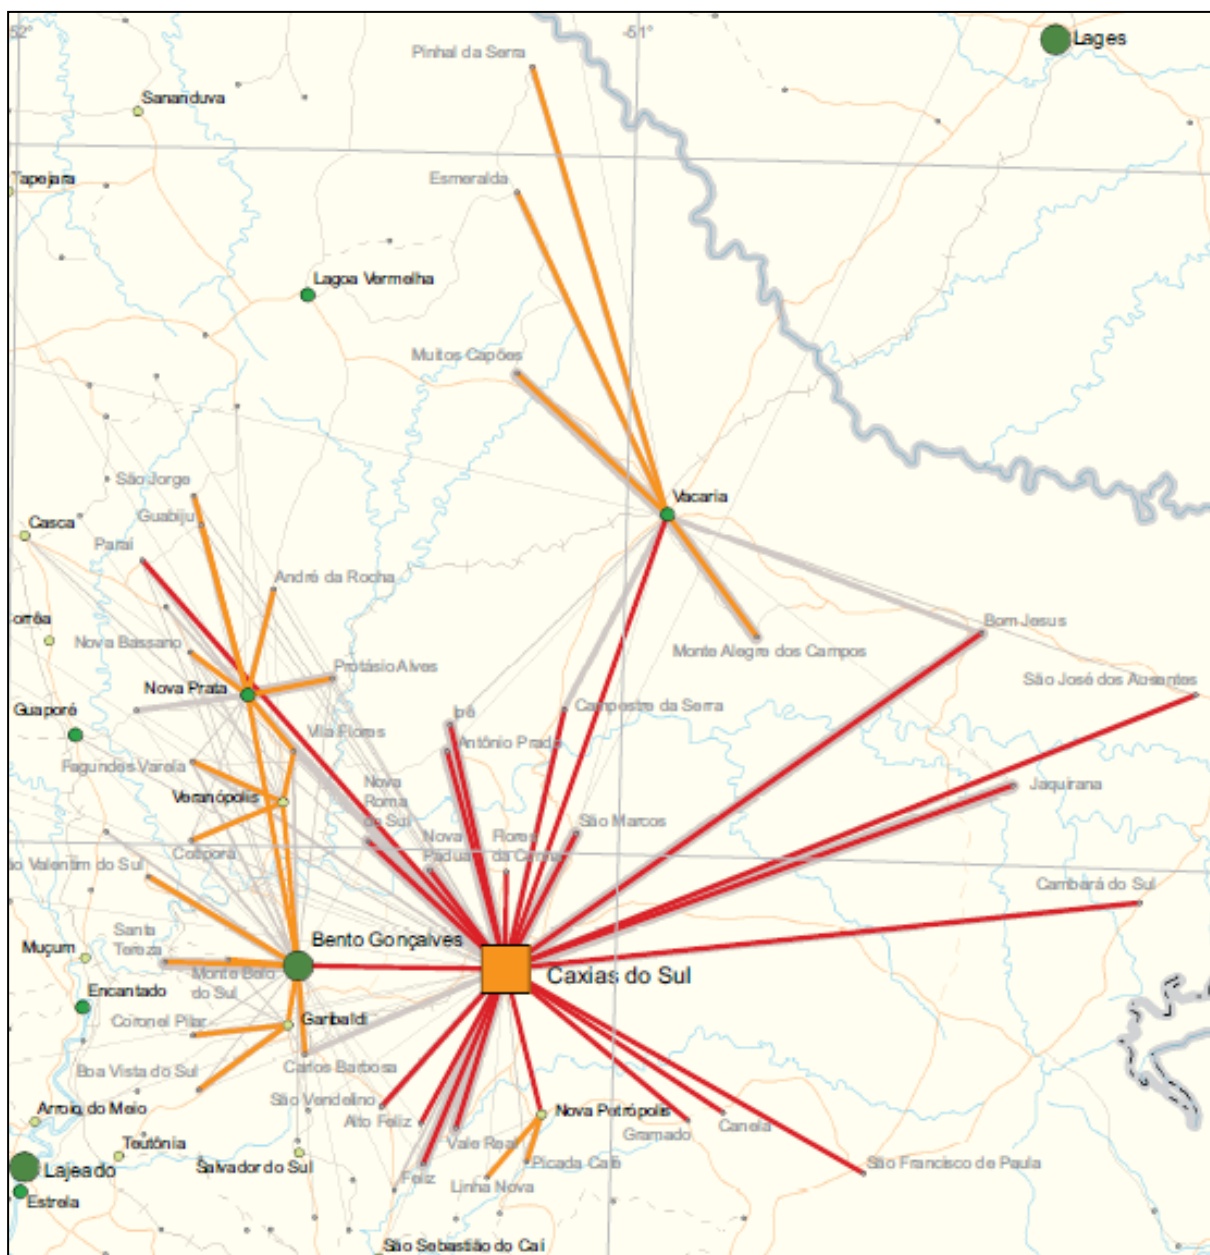 52°
-51°
Lages
Pinhal da Serra
Sananduva
Tapejara
Esmeralda
Lagoa Vermelha
Muitos Capões
São Jorge
Vacaria
Guabiju
Casca
Paraí
André da Rocha
orrêa
Nova Bassano
Bom Jesus
Monte Alegre dos Campos
Protásio Alves
São José dos Ausentes
Nova Prata
Guaporé
Ipê
Campestre da Serra
Vila Flores
Antônio Prado
Fagundes Varela
Nova
Roma
do Sul
Jaquirana
Veranópolis
São Marcos
Nova
Pádua
Flores
da Cunha
Cotiporã
ão Valentim do Sul
Cambará do Sul
Santa
Tereza
Bento Gonçalves
Muçum
Monte Belo
do Sul
Caxias do Sul
Encantado
Coronel Pilar
Garibaldi
Carlos Barbosa
Boa Vista do Sul
São Vendelino
Arroio do Meio
Alto Feliz
Nova Petrópolis
Canela
Gramado
Teutônia
Vale Real
Salvador do Sul
Picada Café
São Francisco de Paula
Lajeado
Feliz
Linha Nova
Estrela
São Sebastião do Caí